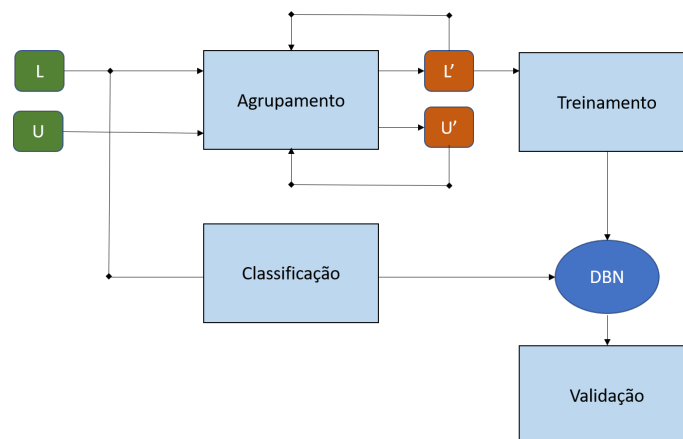 L
L’
Agrupamento
Treinamento
U
U’
Classificação
DBN
Validação